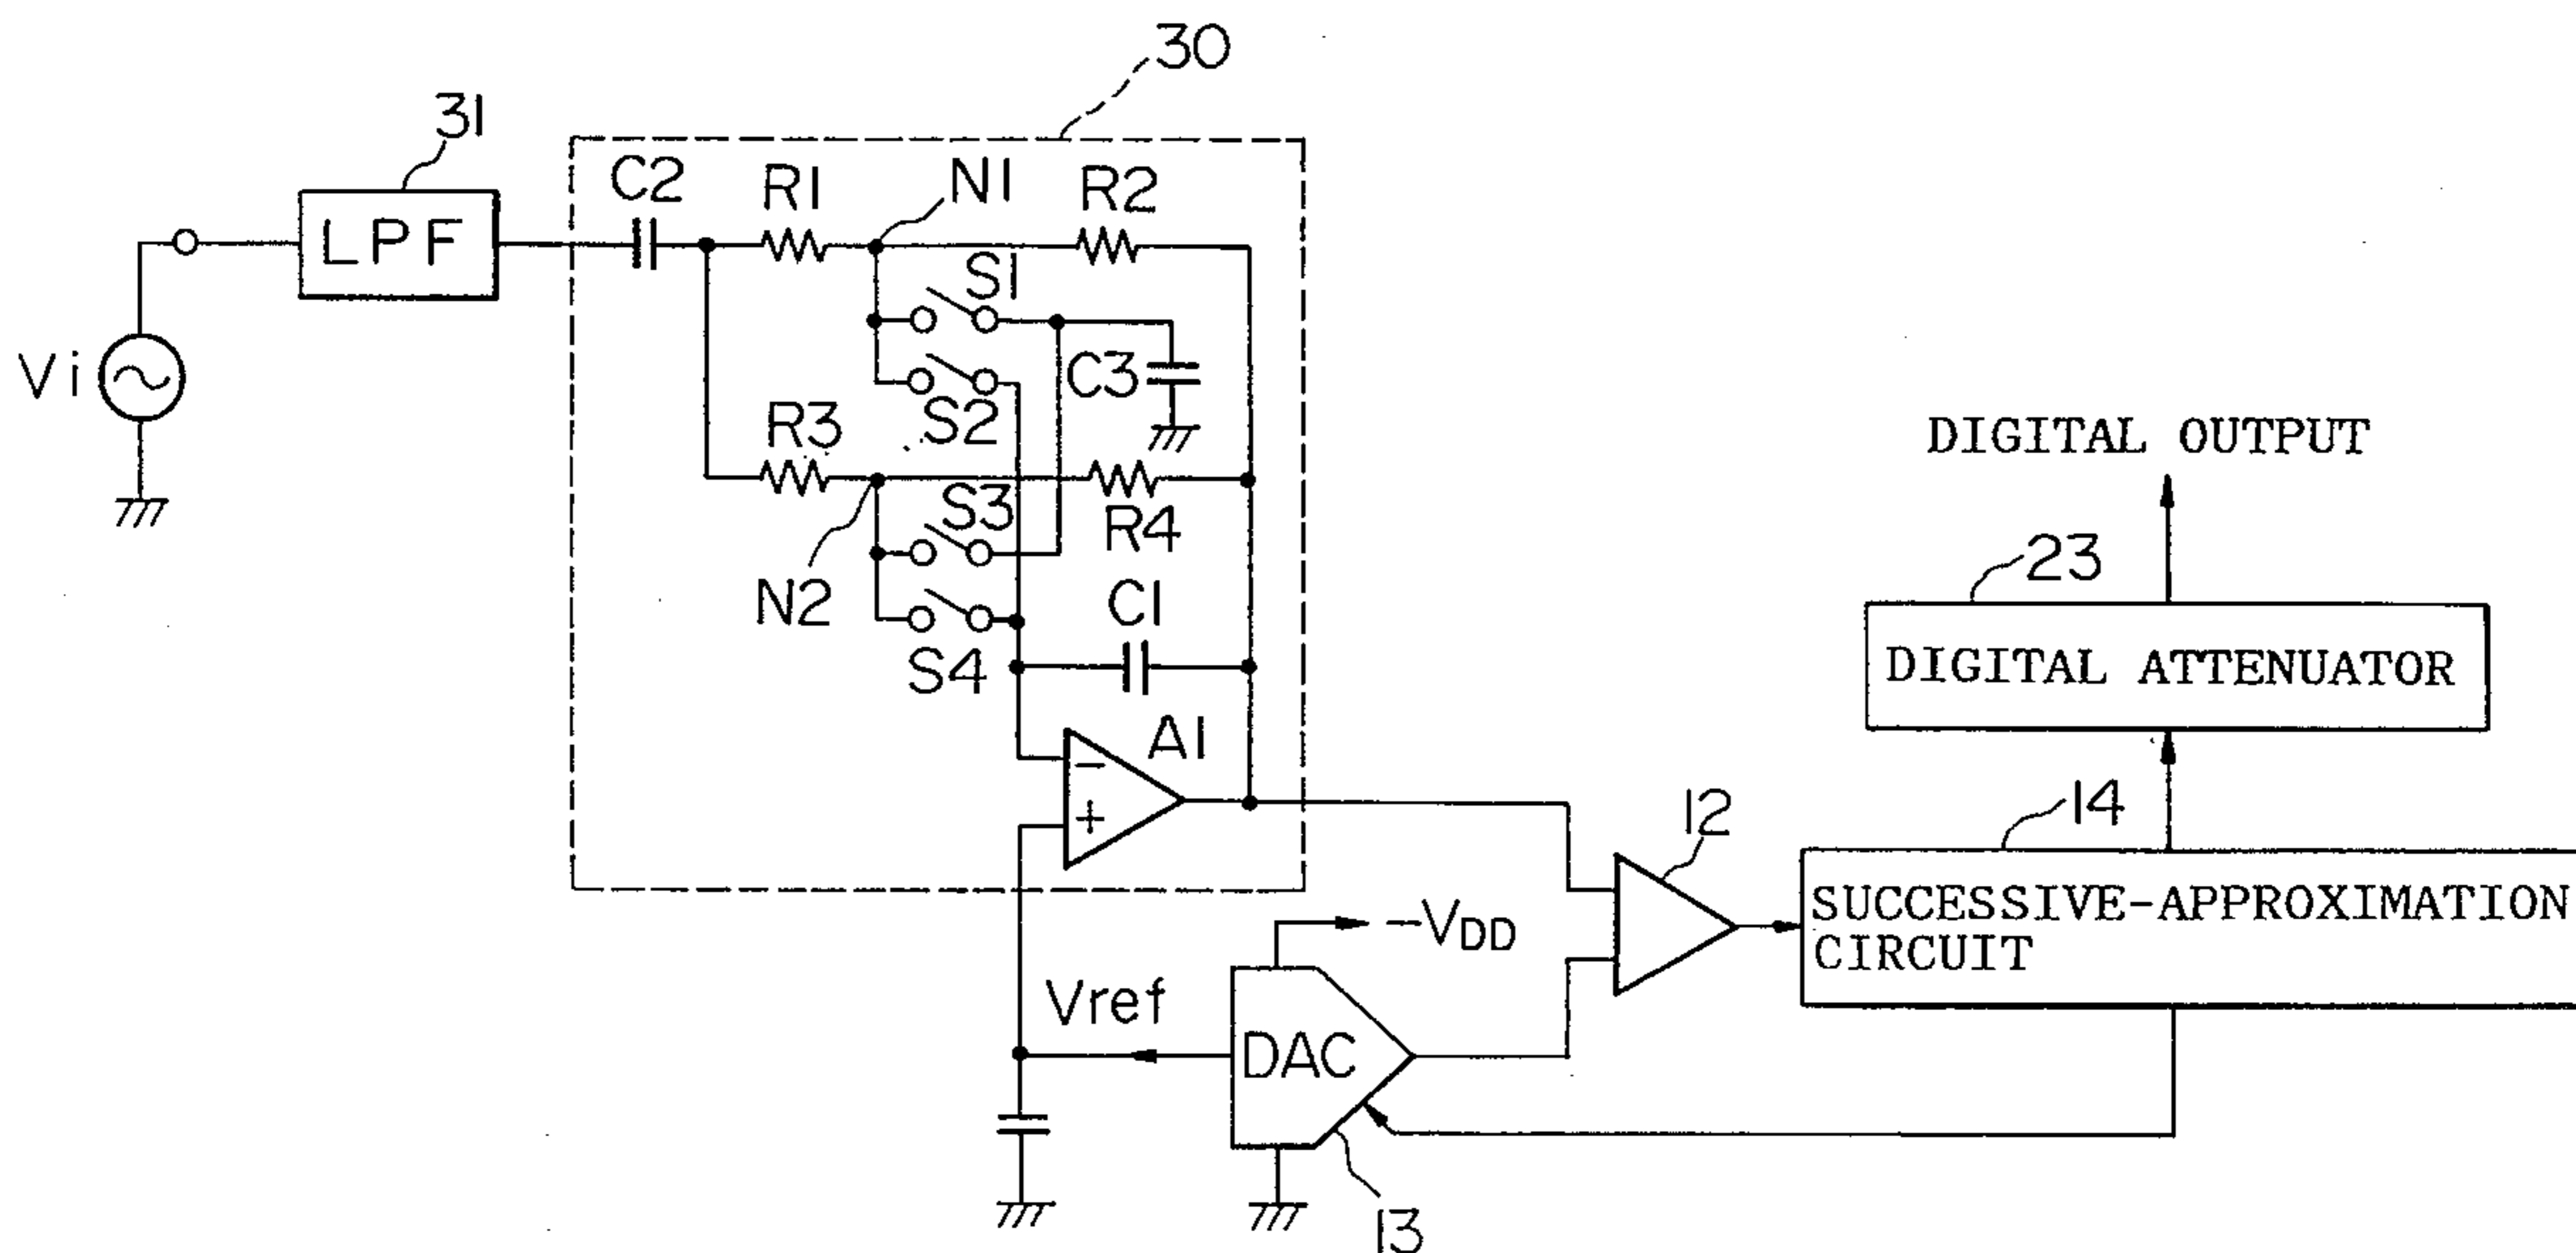 30
31
C2
R1
N1
R2
LPF
S1
Vi
C3
S2
R3
DIGITAL OUTPUT
S3
R4
23
N2
C1
S4
DIGITAL ATTENUATOR
A1
−
+
12
14
SUCCESSIVE-APPROXIMATION
CIRCUIT
−VDD
Vref
DAC
13